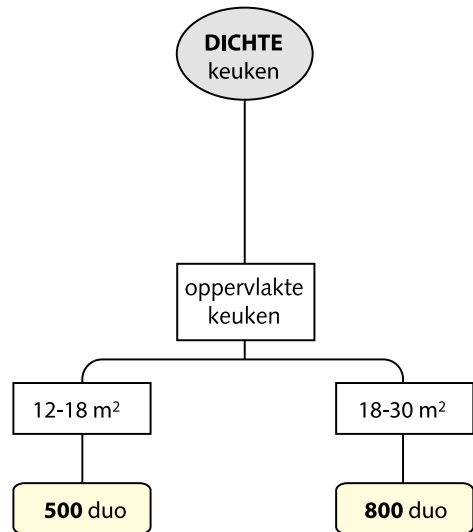 DICHTE
keuken
oppervlakte
keuken
12-18 m²
18-30 m²
500 duo
800 duo